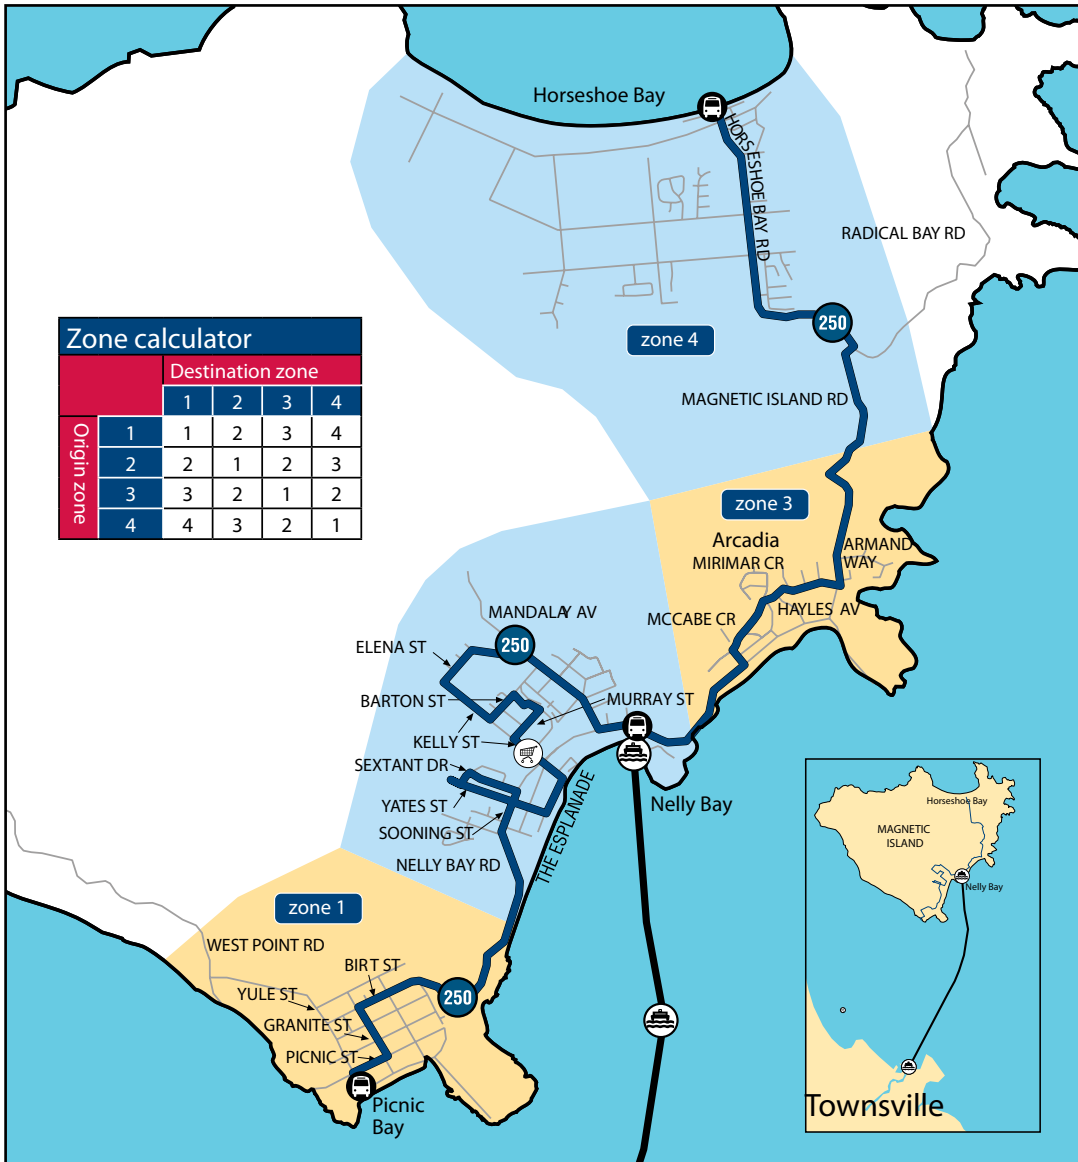 Horseshoe Bay
HORSESHOE BAY RD
RADICAL BAY RD
250
zone 4
MAGNETIC ISLAND RD
Zone calculator
Destination zone
1 2 3 4
Origin zone
1 1 2 3 4
2 2 1 2 3
3 3 2 1 2
4 4 3 2 1
zone 3
Arcadia
MIRIMAR CR
ARMAND
WAY
HAYLES AV
MCCABE CR
MANDALAY AV
250
ELENA ST
BARTON ST
MURRAY ST
KELLY ST
SEXTANT DR
YATES ST
SOONING ST
NELLY BAY RD
THE ESPLANADE
Nelly Bay
zone 1
WEST POINT RD
BIRT ST
YULE ST
250
GRANITE ST
PICNIC ST
Picnic
Bay
Horseshoe Bay
MAGNETIC
ISLAND
Nelly Bay
Townsville